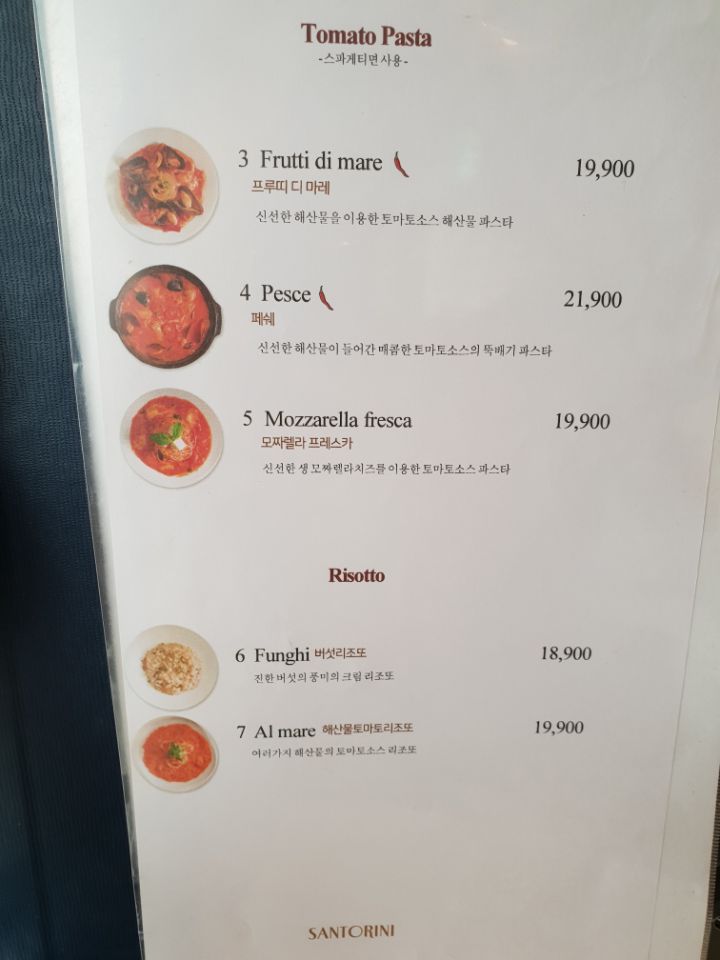 Tomato Pasta
-스파게티면 사용-
3 Frutti di mare 19,900
프루띠 디 마레
신선한 해산물을 이용한 토마토소스 해산물 파스타
4 Pesce 21,900
페쉐
신선한 해산물이 들어간 매콤한 토마토소스의 뚝배기 파스타
5 Mozzarella fresca 19,900
모짜렐라 프레스카
신선한 생 모짜렐라치즈를 이용한 토마토소스 파스타
Risotto
6 Funghi 버섯리조또 18,900
진한 버섯의 풍미의 크림 리조또
7 Al mare 해산물토마토리조또 19,900
여러가지 해산물의 토마토소스 리조또
SANTORINI